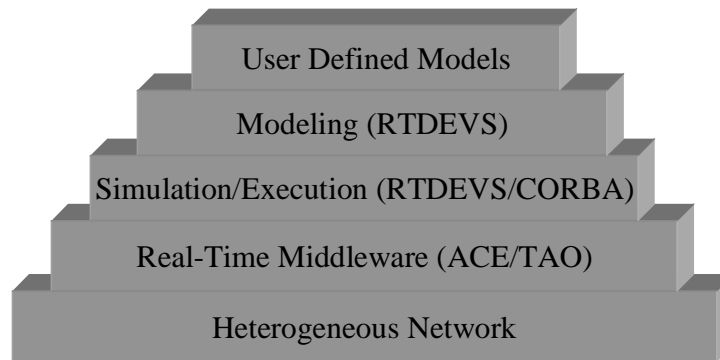 User Defined Models
Modeling (RTDEVS)
Simulation/Execution (RTDEVS/CORBA)
Real-Time Middleware (ACE/TAO)
Heterogeneous Network